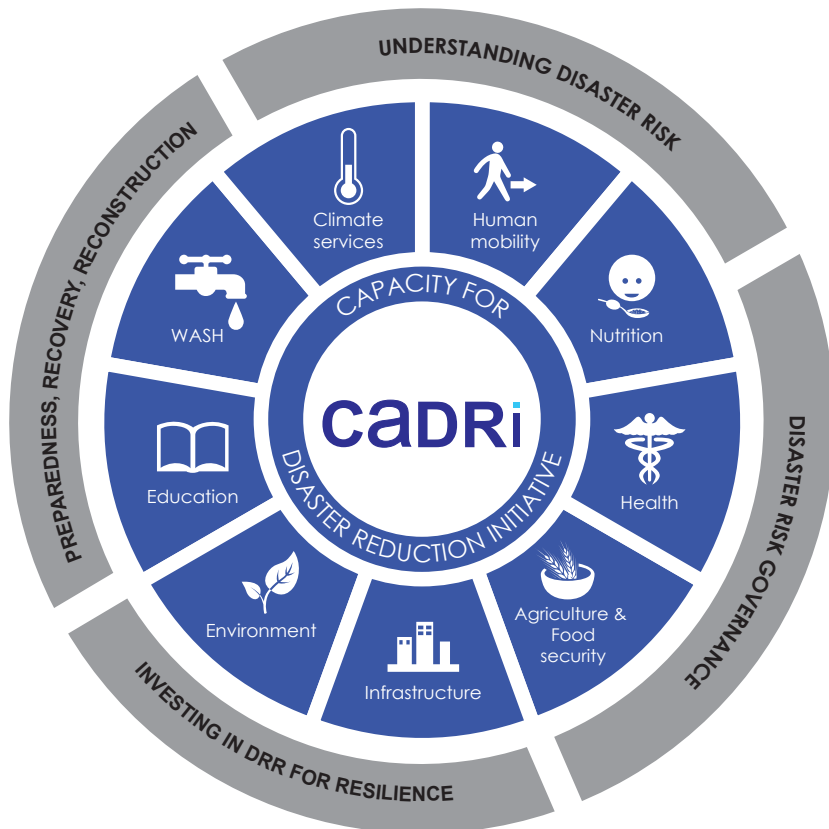 UNDERSTANDING DISASTER RISK
DISASTER RISK GOVERNANCE
INVESTING IN DRR FOR RESILIENCE
PREPAREDNESS, RECOVERY, RECONSTRUCTION
Climate
services
Human
mobility
Nutrition
Health
Agriculture &
Food
security
Infrastructure
Environment
Education
WASH
CAPACITY FOR
DISASTER REDUCTION INITIATIVE
caDRi